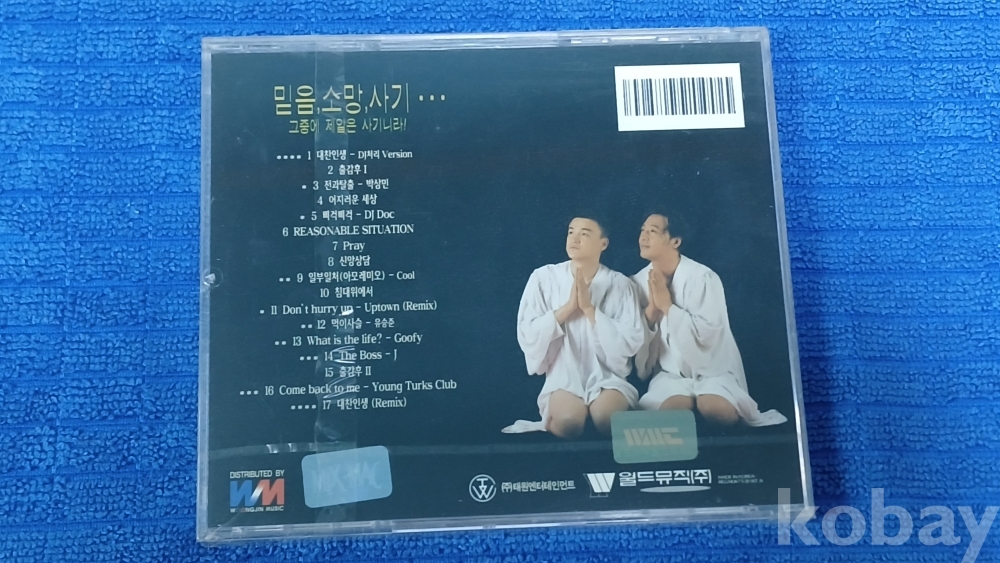 믿음,소망,사기 ···
그중에 제일은 사기니라!
1 대찬인생 - DJ처리 Version
2 출감후 I
3 전과탈출 - 박상민
4 어지러운 세상
5 삐걱삐걱 - DJ Doc
6 REASONABLE SITUATION
7 Pray
8 신앙상담
9 일부일처(아모레미오) - Cool
10 침대위에서
11 Don't hurry up - Uptown (Remix)
12 먹이사슬 - 유승준
13 What is the life? - Goofy
14 The Boss - J
15 출감후 II
16 Come back to me - Young Turks Club
17 대찬인생 (Remix)
DISTRIBUTED BY
WM
WOONGJIN MUSIC
(주)태원엔터테인먼트
월드뮤직(주)
kobay